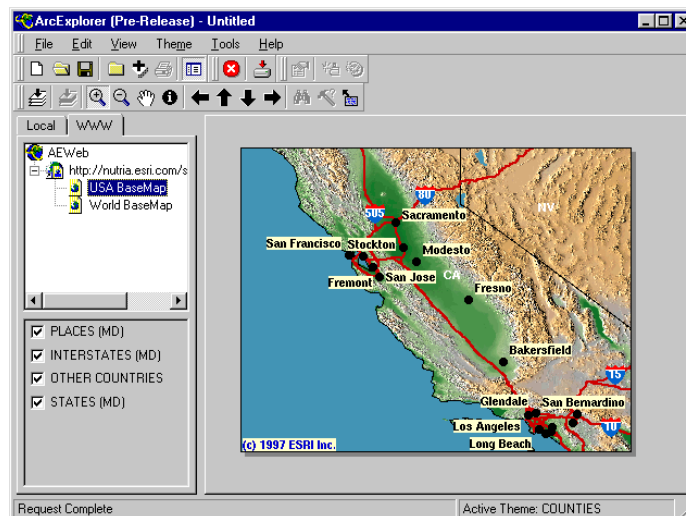 ArcExplorer (Pre-Release) - Untitled
File Edit View Theme Tools Help
Local WWW
AEWeb
http://nutria.esri.com/s
USA BaseMap
World BaseMap
PLACES (MD)
INTERSTATES (MD)
OTHER COUNTRIES
STATES (MD)
80
505
NV
Sacramento
San Francisco
Stockton
Modesto
CA
Fremont
San Jose
Fresno
Bakersfield
15
Glendale
San Bernardino
Los Angeles
10
Long Beach
(c) 1997 ESRI Inc.
Request Complete
Active Theme: COUNTIES